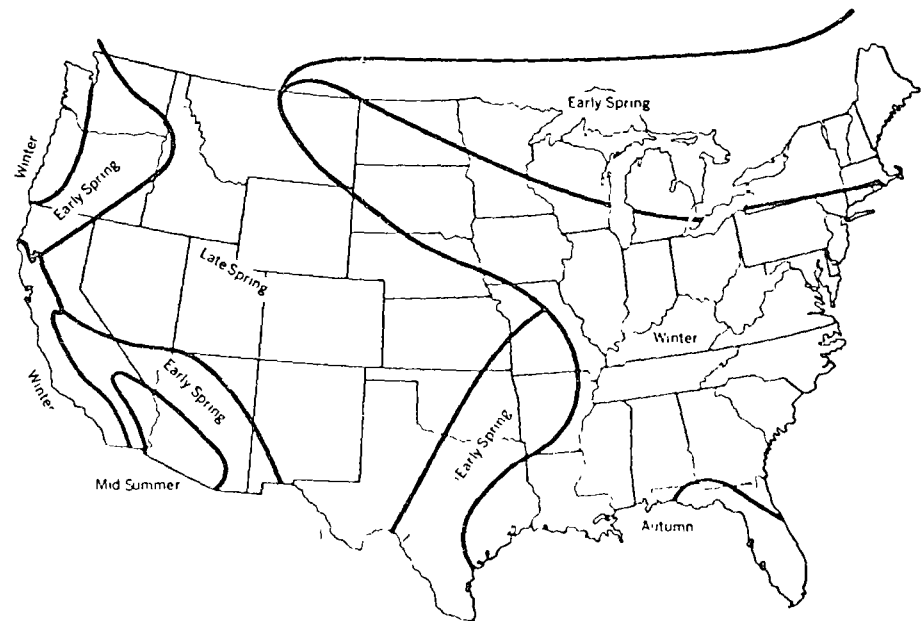 Early Spring
Winter
Early Spring
Late Spring
Winter
Early Spring
Winter
Early Spring
Mid Summer
Autumn